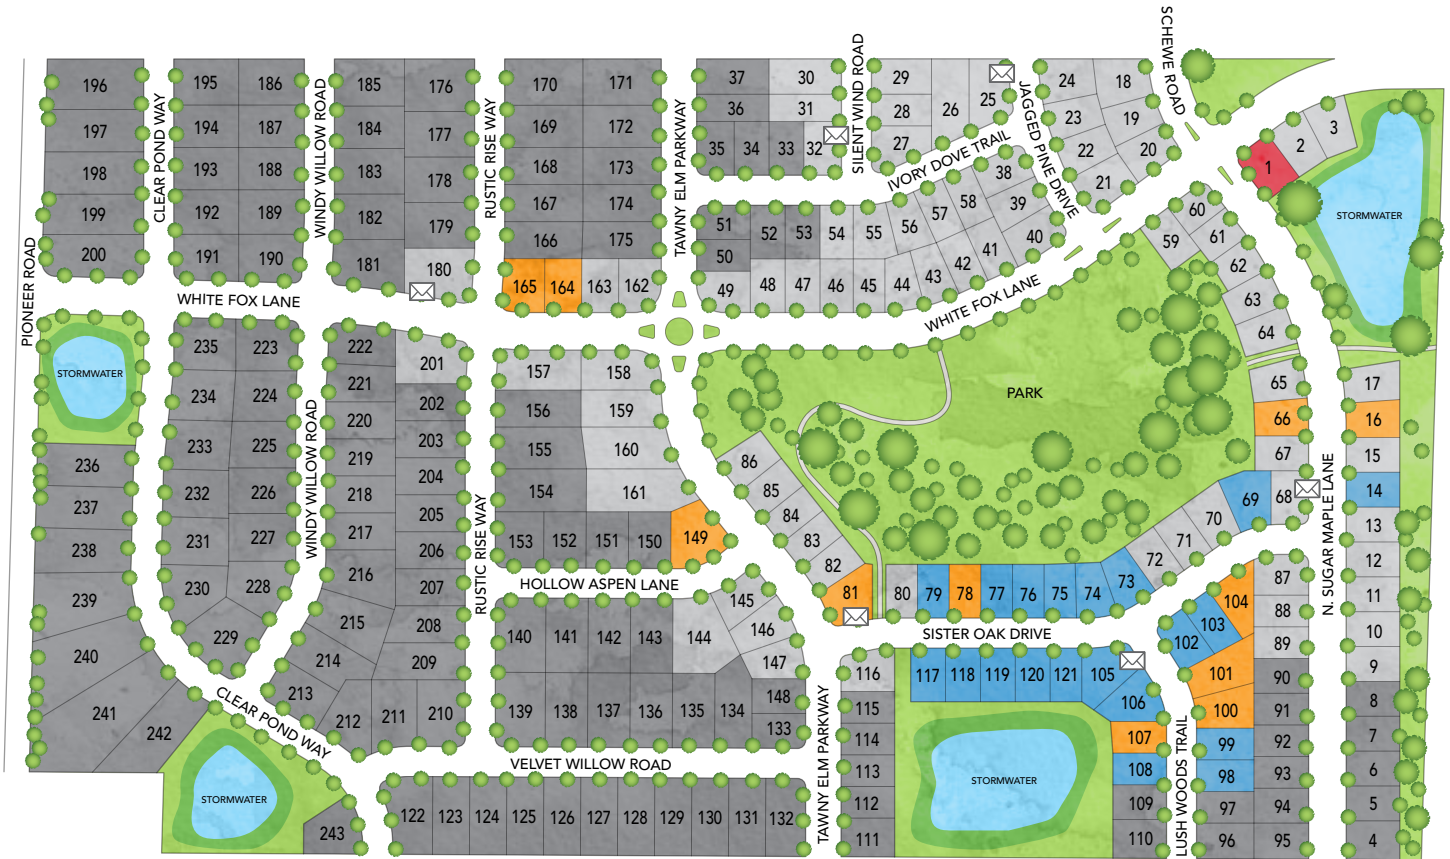 SCHEWE ROAD
196 195 186 185 176 170 171 37 30 29 26 25 24 18
36 31 28 23 19 3
197 194 187 184 177 169 172 35 34 33 32 27 22 20 2
198 193 188 183 178 168 173 38 21 1
199 192 189 182 179 167 174 51 52 53 54 55 56 57 58 39 60
200 191 190 181 180 166 175 50 40 59 61
165 164 163 162 49 48 47 46 45 44 43 42 41 62
63
64
PIONEER ROAD
CLEAR POND WAY
WINDY WILLOW ROAD
RUSTIC RISE WAY
TAWNY ELM PARKWAY
SILENT WIND ROAD
IVORY DOVE TRAIL
JAGGED PINE DRIVE
STORMWATER
WHITE FOX LANE
WHITE FOX LANE
STORMWATER
PARK
235 223 222 201 157 158 65 17
234 224 221 202 156 159 66 16
233 225 220 203 155 160 86 67 15
236 219 204 154 161 85 69 68 14
237 232 226 218 205 84 70 13
238 231 227 217 206 153 152 151 150 149 83 72 71 12
239 230 228 216 207 82 87 11
240 229 215 208 81 80 79 78 77 76 75 74 73 104 88 10
241 242 214 209 103 89 9
213 102
212 211 210 101 90 8
WINDY WILLOW ROAD
RUSTIC RISE WAY
HOLLOW ASPEN LANE
N. SUGAR MAPLE LANE
SISTER OAK DRIVE
140 141 142 143 144 145
146
147
139 138 137 136 135 134 148
133
116 117 118 119 120 121 105
115 106 100 91 7
114 107 99 92 6
113 108 98 93 5
112 109 97 94 4
111 110 96 95
CLEAR POND WAY
VELVET WILLOW ROAD
TAWNY ELM PARKWAY
LUSH WOODS TRAIL
STORMWATER
STORMWATER
243 122 123 124 125 126 127 128 129 130 131 132